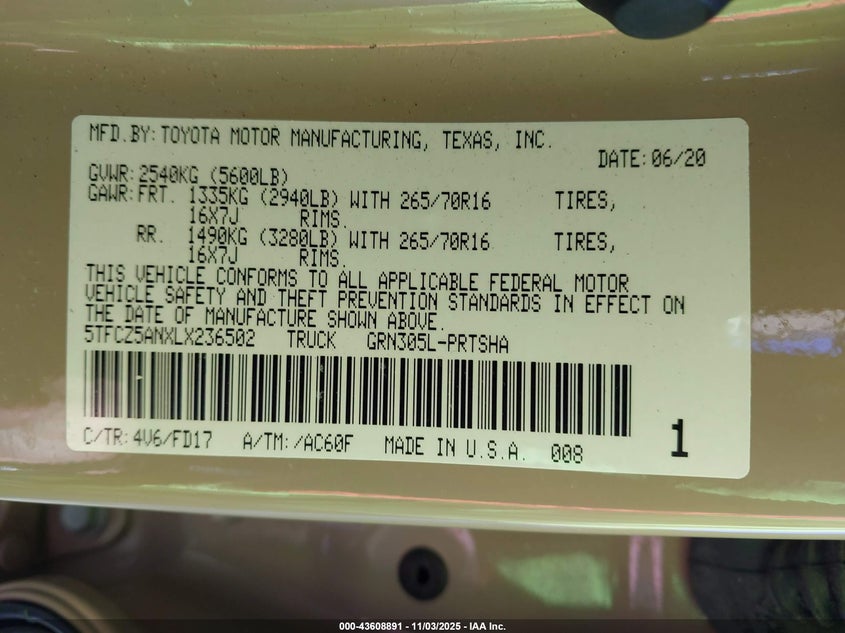 MFD.BY: TOYOTA MOTOR MANUFACTURING, TEXAS, INC.
DATE: 06/20
GVWR: 2540KG (5600LB)
GAWR: FRT. 1335KG (2940LB) WITH 265/70R16 TIRES,
16X7J RIMS.
RR. 1490KG (3280LB) WITH 265/70R16 TIRES,
16X7J RIMS.
THIS VEHICLE CONFORMS TO ALL APPLICABLE FEDERAL MOTOR
VEHICLE SAFETY AND THEFT PREVENTION STANDARDS IN EFFECT ON
THE DATE OF MANUFACTURE SHOWN ABOVE.
5TFCZ5ANXLX236502 TRUCK GRN305L-PRTSHA
C/TR: 4V6/FD17 A/TM: /AC60F MADE IN U.S.A. 008 1
000-43608891 - 11/03/2025 - IAA Inc.